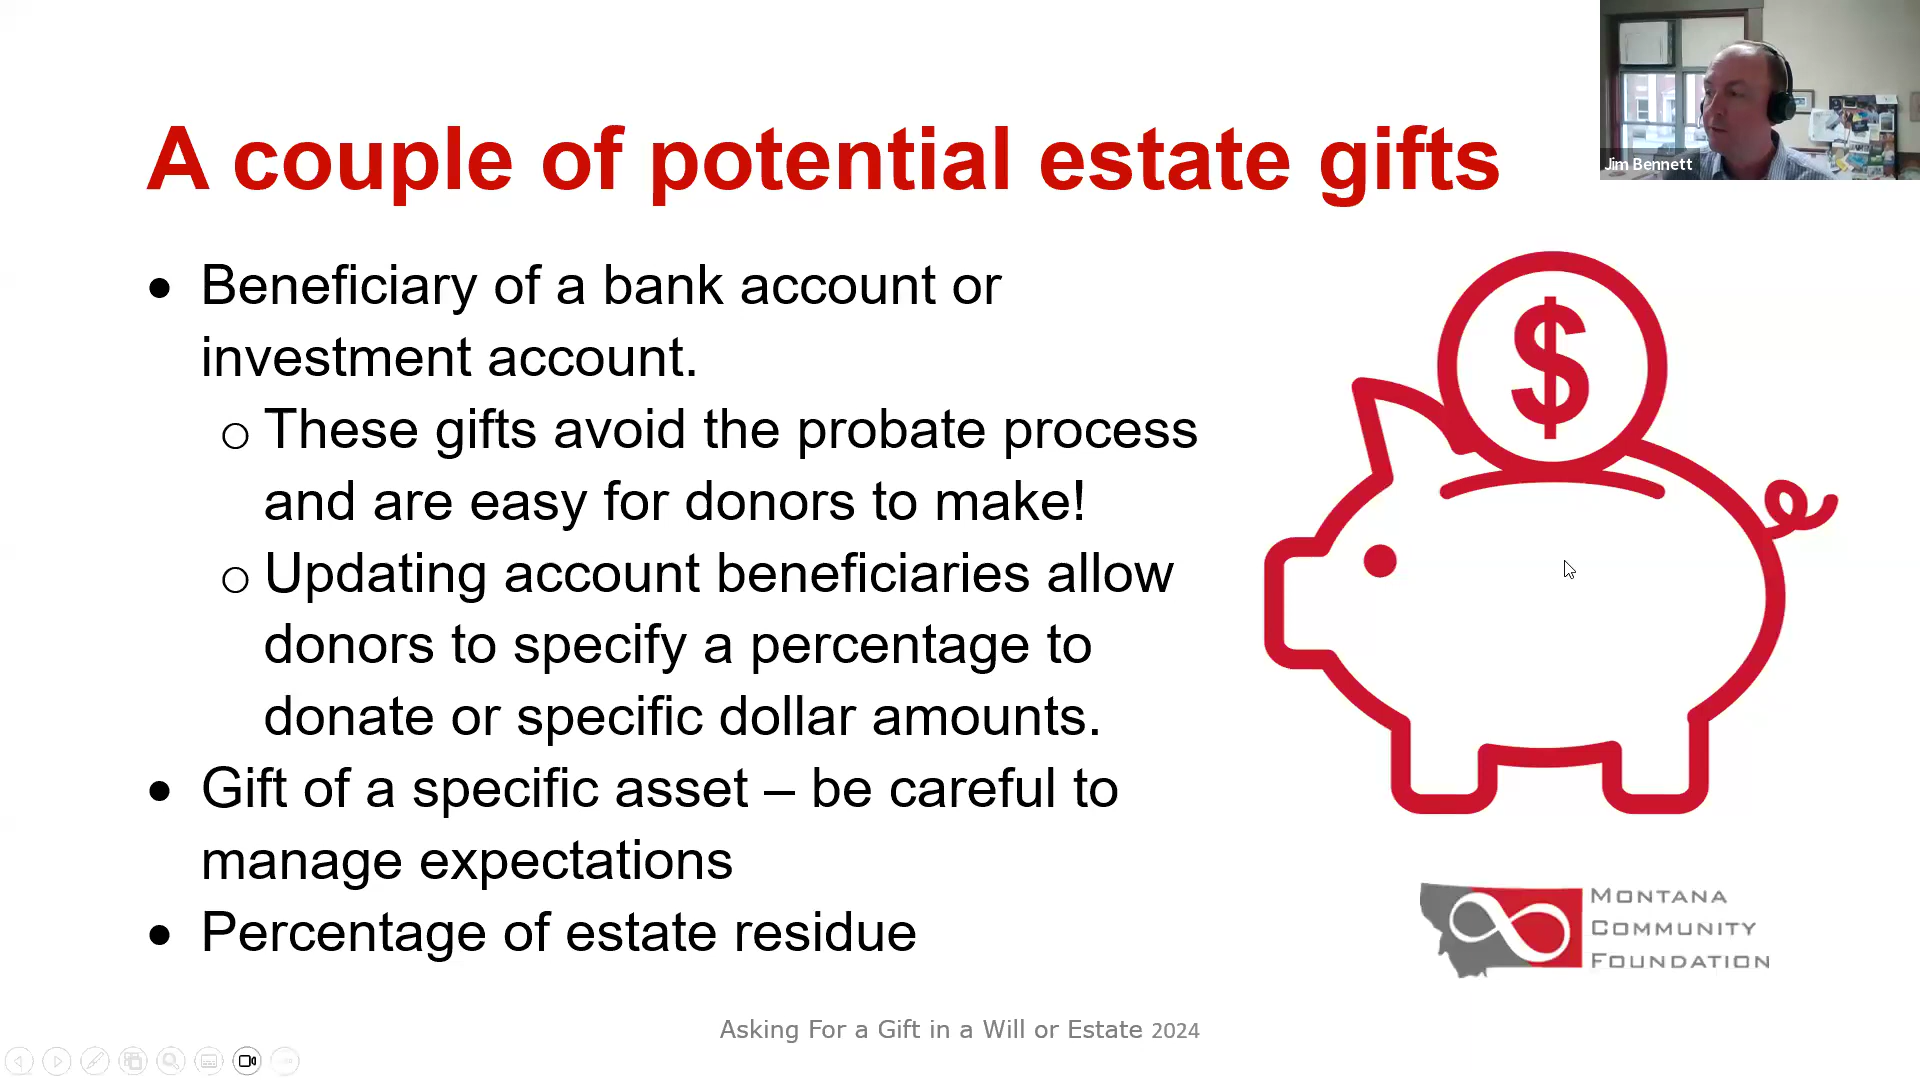 Jim Bennett
A couple of potential estate gifts
$
• Beneficiary of a bank account or
investment account.
o These gifts avoid the probate process
and are easy for donors to make!
o Updating account beneficiaries allow
donors to specify a percentage to
donate or specific dollar amounts.
• Gift of a specific asset – be careful to
manage expectations
• Percentage of estate residue
MONTANA
COMMUNITY
FOUNDATION
Asking For a Gift in a Will or Estate 2024